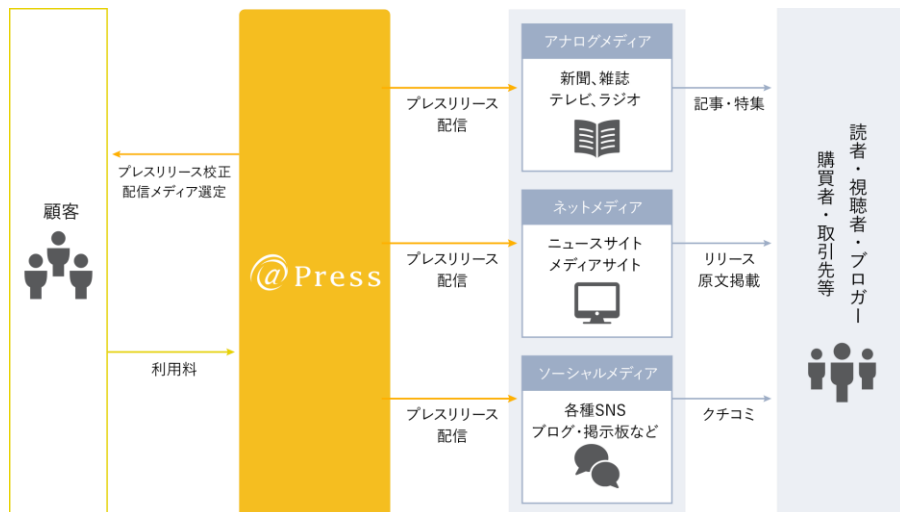 顧客
プレスリリース校正
配信メディア選定
利用料
@Press
プレスリリース
配信
プレスリリース
配信
プレスリリース
配信
アナログメディア
新聞、雑誌
テレビ、ラジオ
ネットメディア
ニュースサイト
メディアサイト
ソーシャルメディア
各種SNS
ブログ・掲示板など
記事・特集
リリース
原文掲載
クチコミ
読者・視聴者・ブロガー
購買者・取引先等